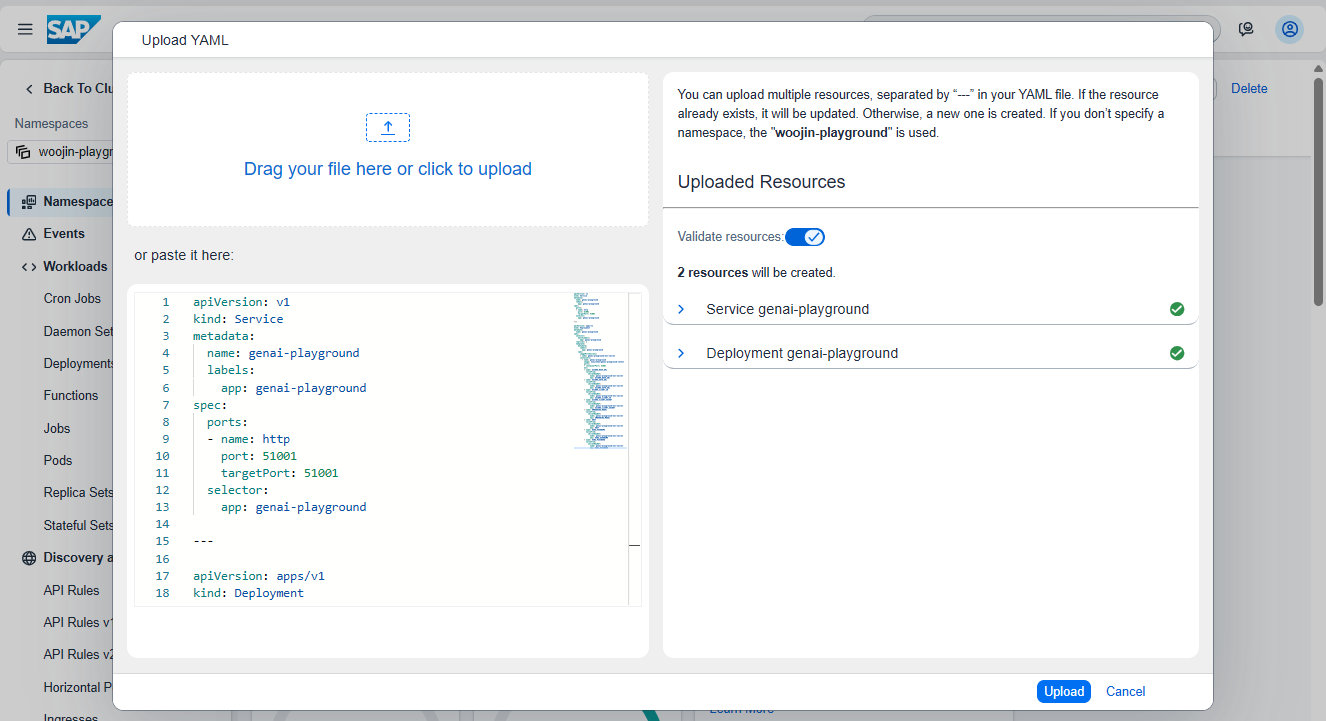 SAP
Delete
Back To Clu
Namespaces
woojin-playgr
Namespace
Events
Workloads
Cron Jobs
Daemon Set
Deployments
Functions
Jobs
Pods
Replica Sets
Stateful Sets
Discovery a
API Rules
API Rules v1
API Rules v2
Horizontal P
Ingresses
Upload YAML
Drag your file here or click to upload
or paste it here:
1 apiVersion: v1
2 kind: Service
3 metadata:
4 name: genai-playground
5 labels:
6 app: genai-playground
7 spec:
8 ports:
9 - name: http
10 port: 51001
11 targetPort: 51001
12 selector:
13 app: genai-playground
14
15 ---
16
17 apiVersion: apps/v1
18 kind: Deployment
You can upload multiple resources, separated by “---” in your YAML file. If the resource
already exists, it will be updated. Otherwise, a new one is created. If you don’t specify a
namespace, the "woojin-playground" is used.
Uploaded Resources
Validate resources:
2 resources will be created.
Service genai-playground
Deployment genai-playground
Upload
Cancel
Learn More